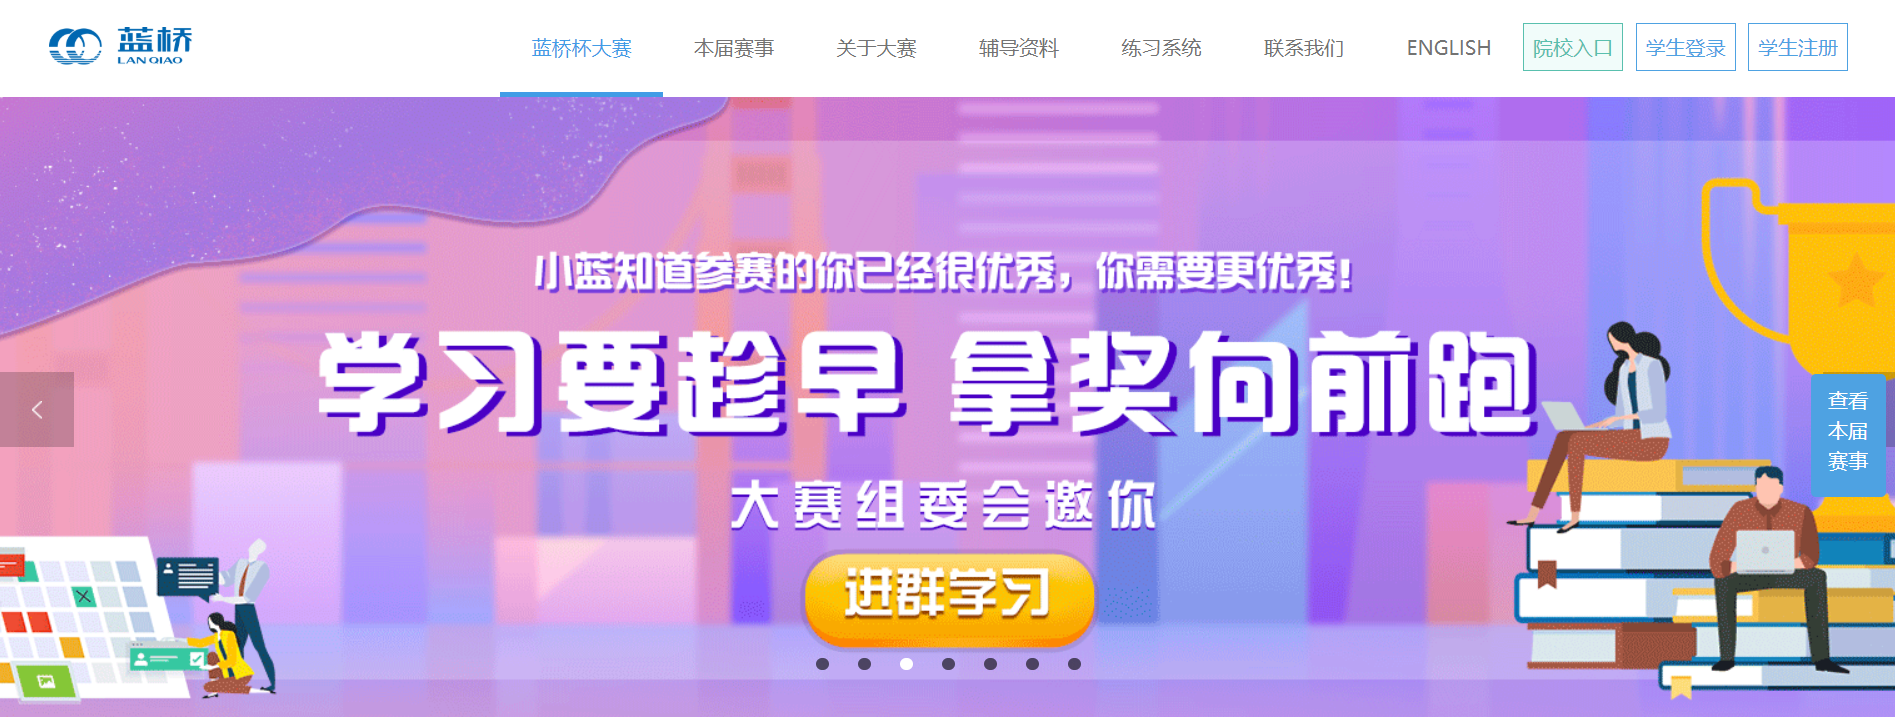 蓝桥
LAN QIAO
蓝桥杯大赛 本届赛事 关于大赛 辅导资料 练习系统 联系我们 ENGLISH 院校入口 学生登录 学生注册
小蓝知道参赛的你已经很优秀，你需要更优秀！
学习要趁早 拿奖向前跑
大赛组委会邀你
进群学习
查看
本届
赛事